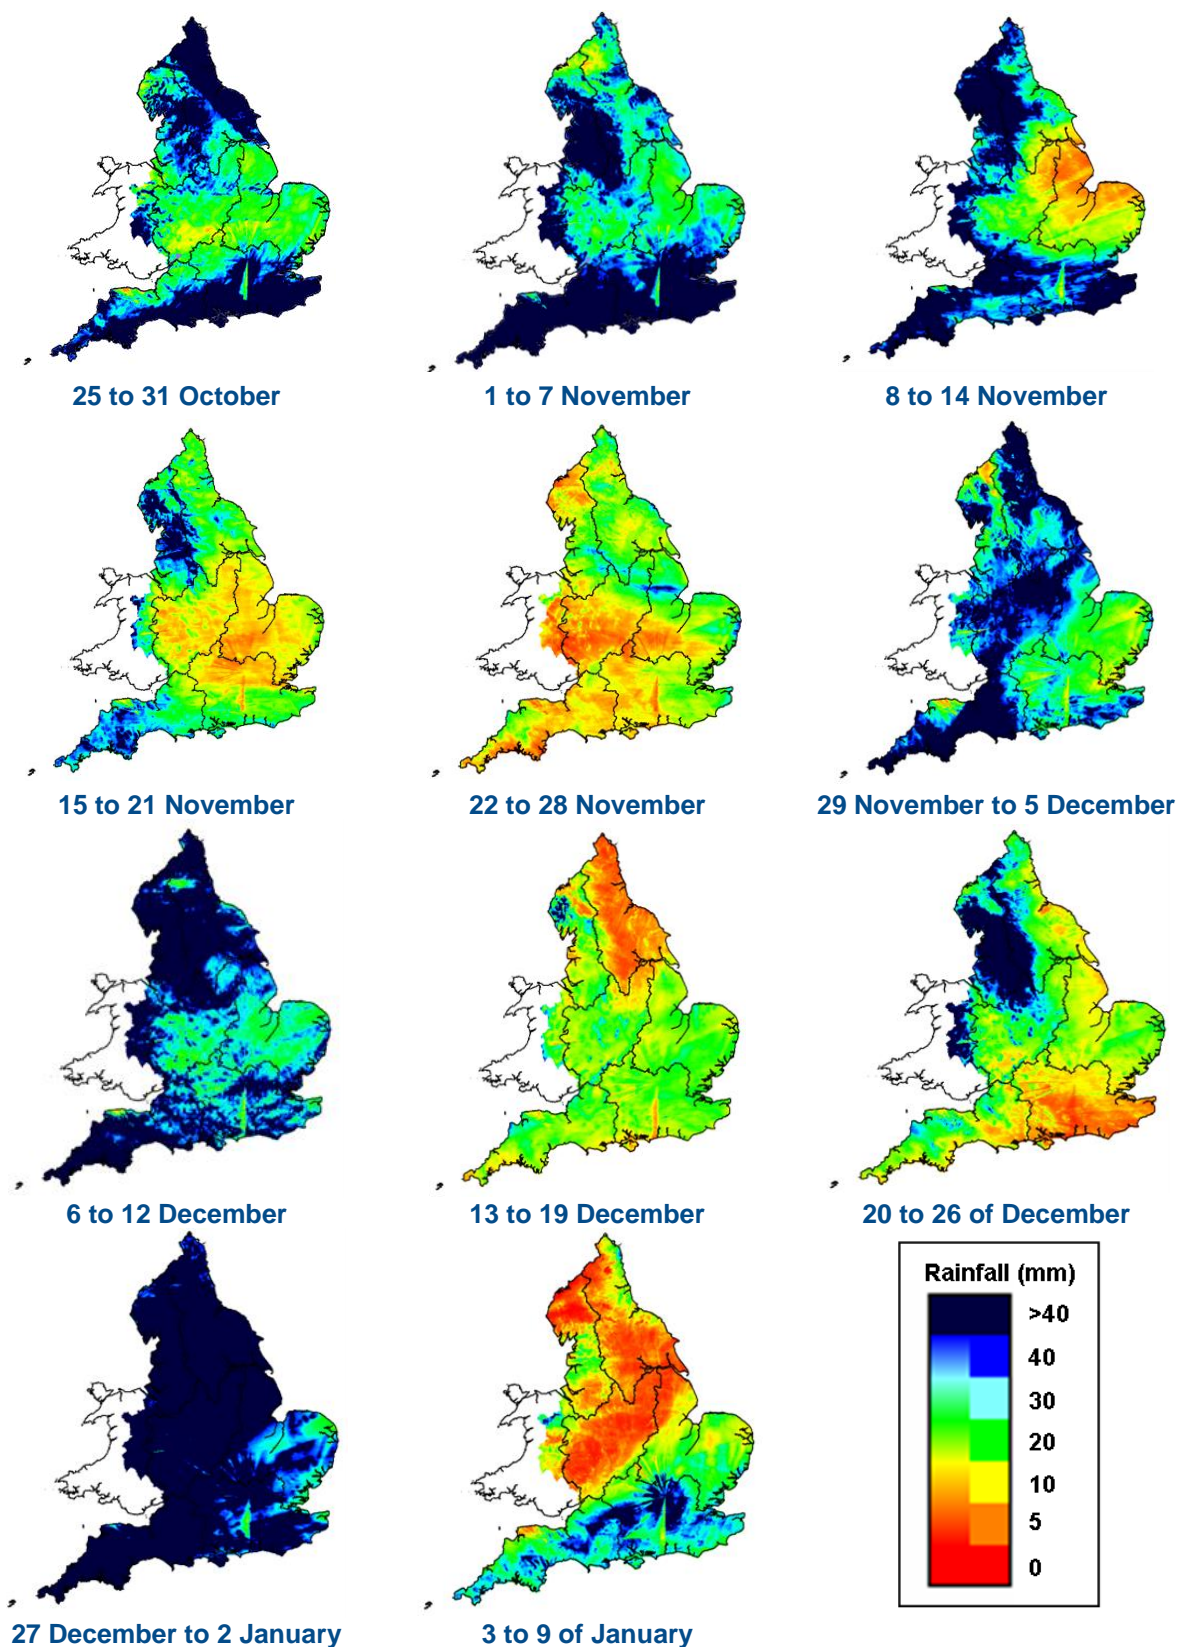 25 to 31 October
1 to 7 November
8 to 14 November
15 to 21 November
22 to 28 November
29 November to 5 December
6 to 12 December
13 to 19 December
20 to 26 of December
Rainfall (mm)
>40
40
30
20
10
5
0
27 December to 2 January
3 to 9 of January